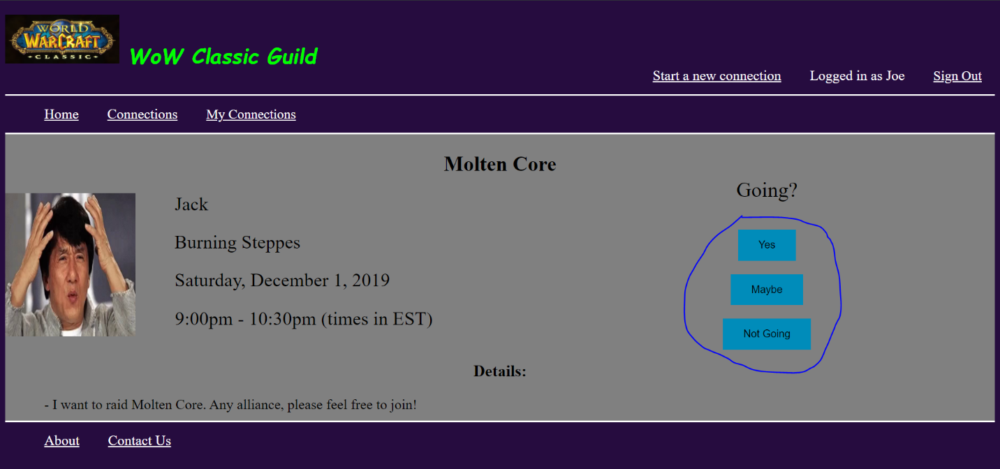 WORLD
WARCRAFT
CLASSIC
WoW Classic Guild
Start a new connection Logged in as Joe Sign Out
Home Connections My Connections
Molten Core
Going?
Jack
Burning Steppes
Saturday, December 1, 2019
9:00pm - 10:30pm (times in EST)
Yes
Maybe
Not Going
Details:
- I want to raid Molten Core. Any alliance, please feel free to join!
About Contact Us